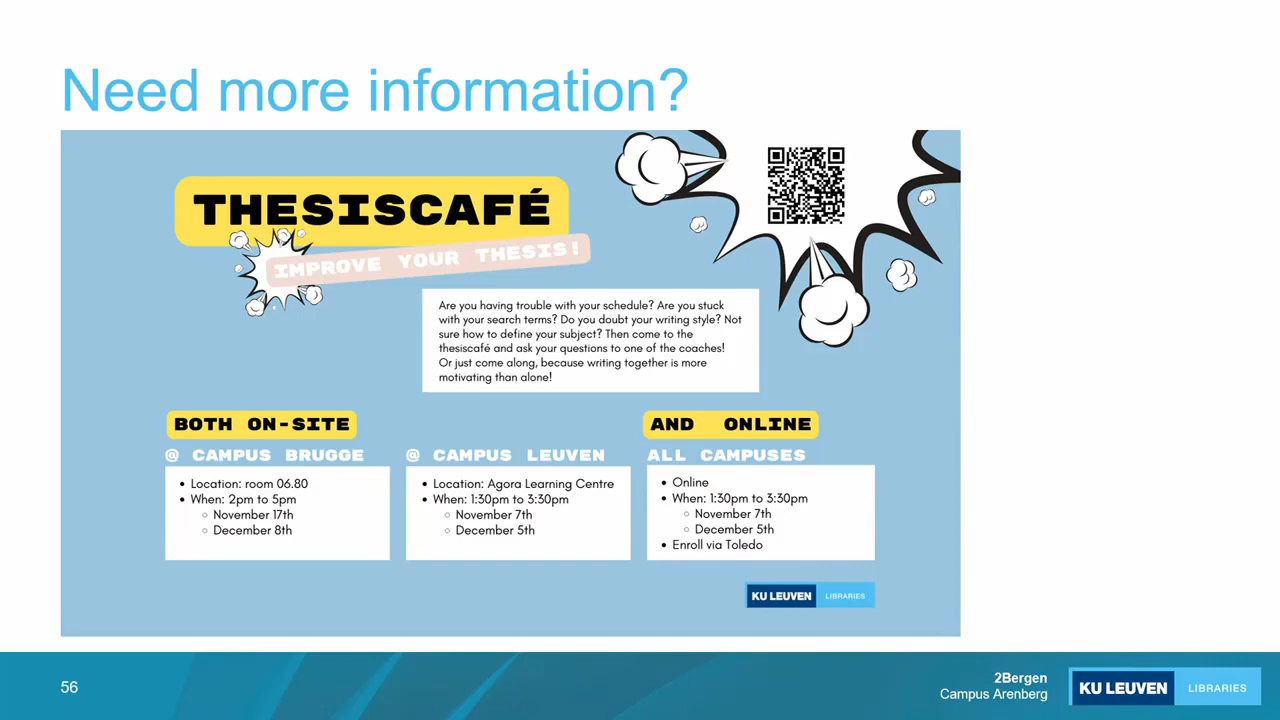 Need more information?
THESISCAFÉ
IMPROVE YOUR THESIS!
Are you having trouble with your schedule? Are you stuck
with your search terms? Do you doubt your writing style? Not
sure how to define your subject? Then come to the
thesiscafé and ask your questions to one of the coaches!
Or just come along, because writing together is more
motivating than alone!
BOTH ON-SITE
@ CAMPUS BRUGGE
• Location: room 06.80
• When: 2pm to 5pm
◦ November 17th
◦ December 8th
@ CAMPUS LEUVEN
• Location: Agora Learning Centre
• When: 1:30pm to 3:30pm
◦ November 7th
◦ December 5th
AND ONLINE
ALL CAMPUSES
• Online
• When: 1:30pm to 3:30pm
◦ November 7th
◦ December 5th
• Enroll via Toledo
KU LEUVEN LIBRARIES
56
2Bergen
Campus Arenberg
KU LEUVEN LIBRARIES